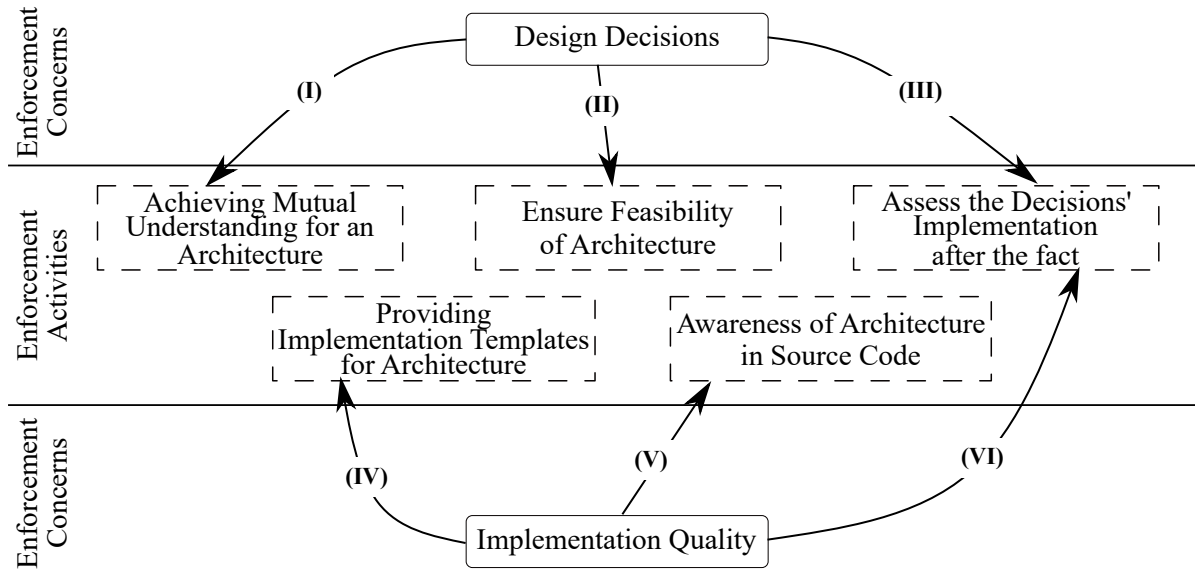 Enforcement
Concerns
Design Decisions
(I)
(II)
(III)
Enforcement
Activities
Achieving Mutual
Understanding for an
Architecture
Ensure Feasibility
of Architecture
Assess the Decisions'
Implementation
after the fact
Providing
Implementation Templates
for Architecture
Awareness of Architecture
in Source Code
Enforcement
Concerns
(IV)
(V)
(VI)
Implementation Quality